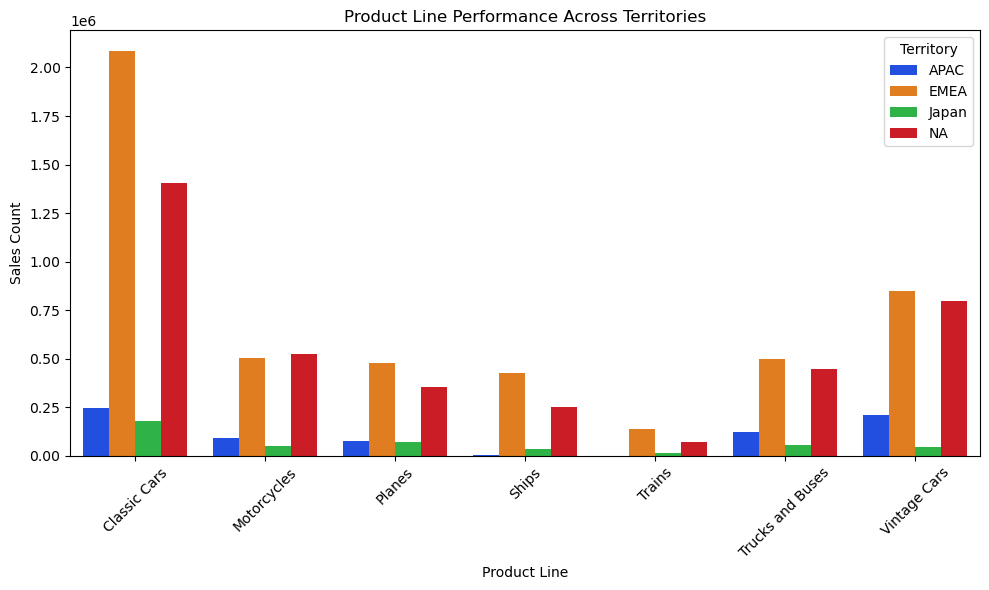 Product Line Performance Across Territories
1e6
Territory
APAC
EMEA
Japan
NA
2.00
1.75
1.50
1.25
1.00
0.75
0.50
0.25
0.00
Sales Count
Classic Cars
Motorcycles
Planes
Ships
Trains
Trucks and Buses
Vintage Cars
Product Line